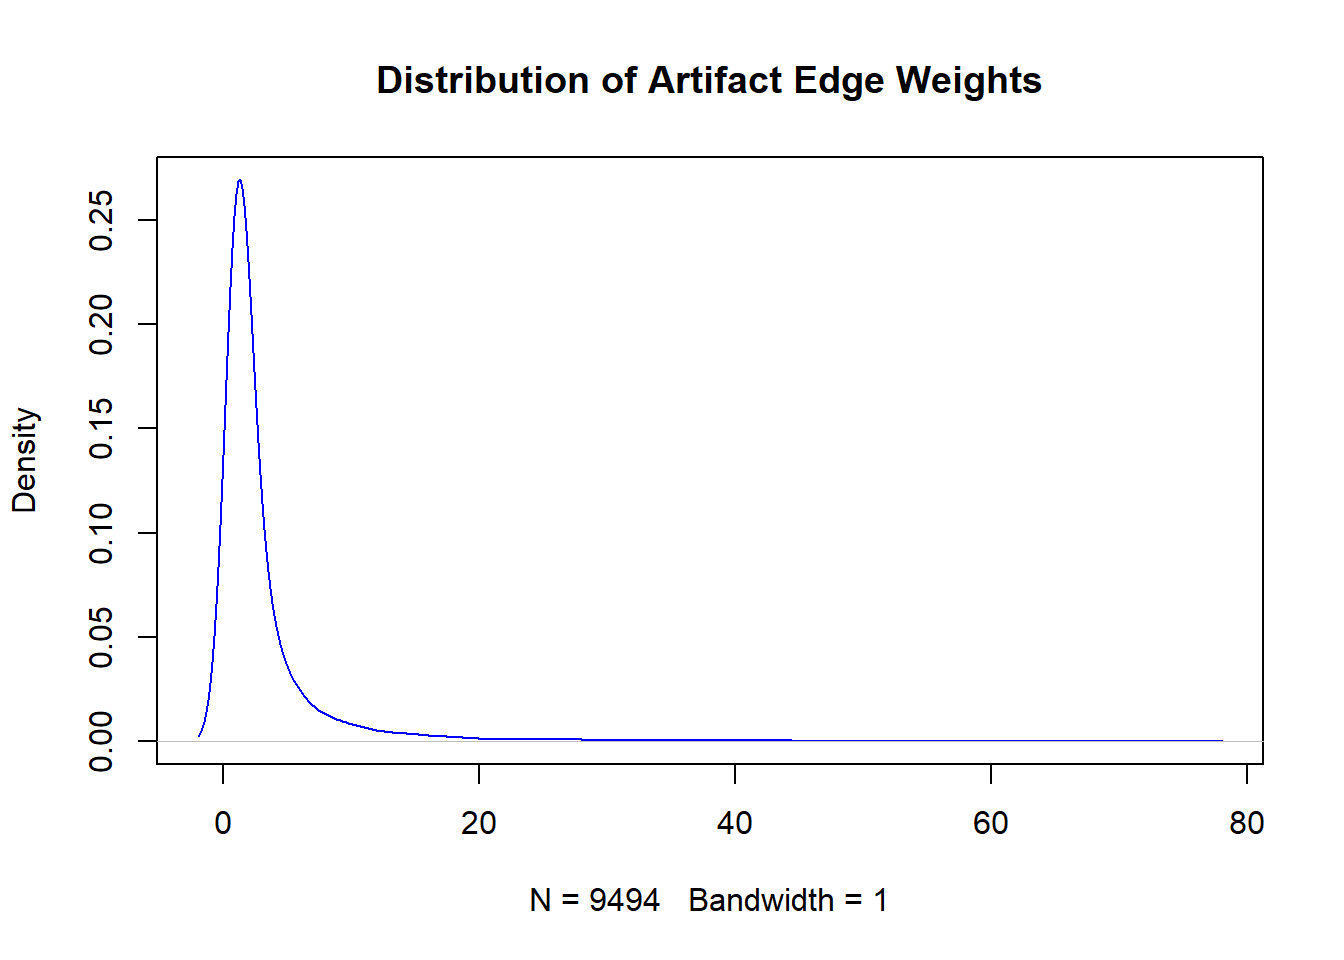 Distribution of Artifact Edge Weights
Density
0.25
0.20
0.15
0.10
0.05
0.00
0 20 40 60 80
N = 9494 Bandwidth = 1